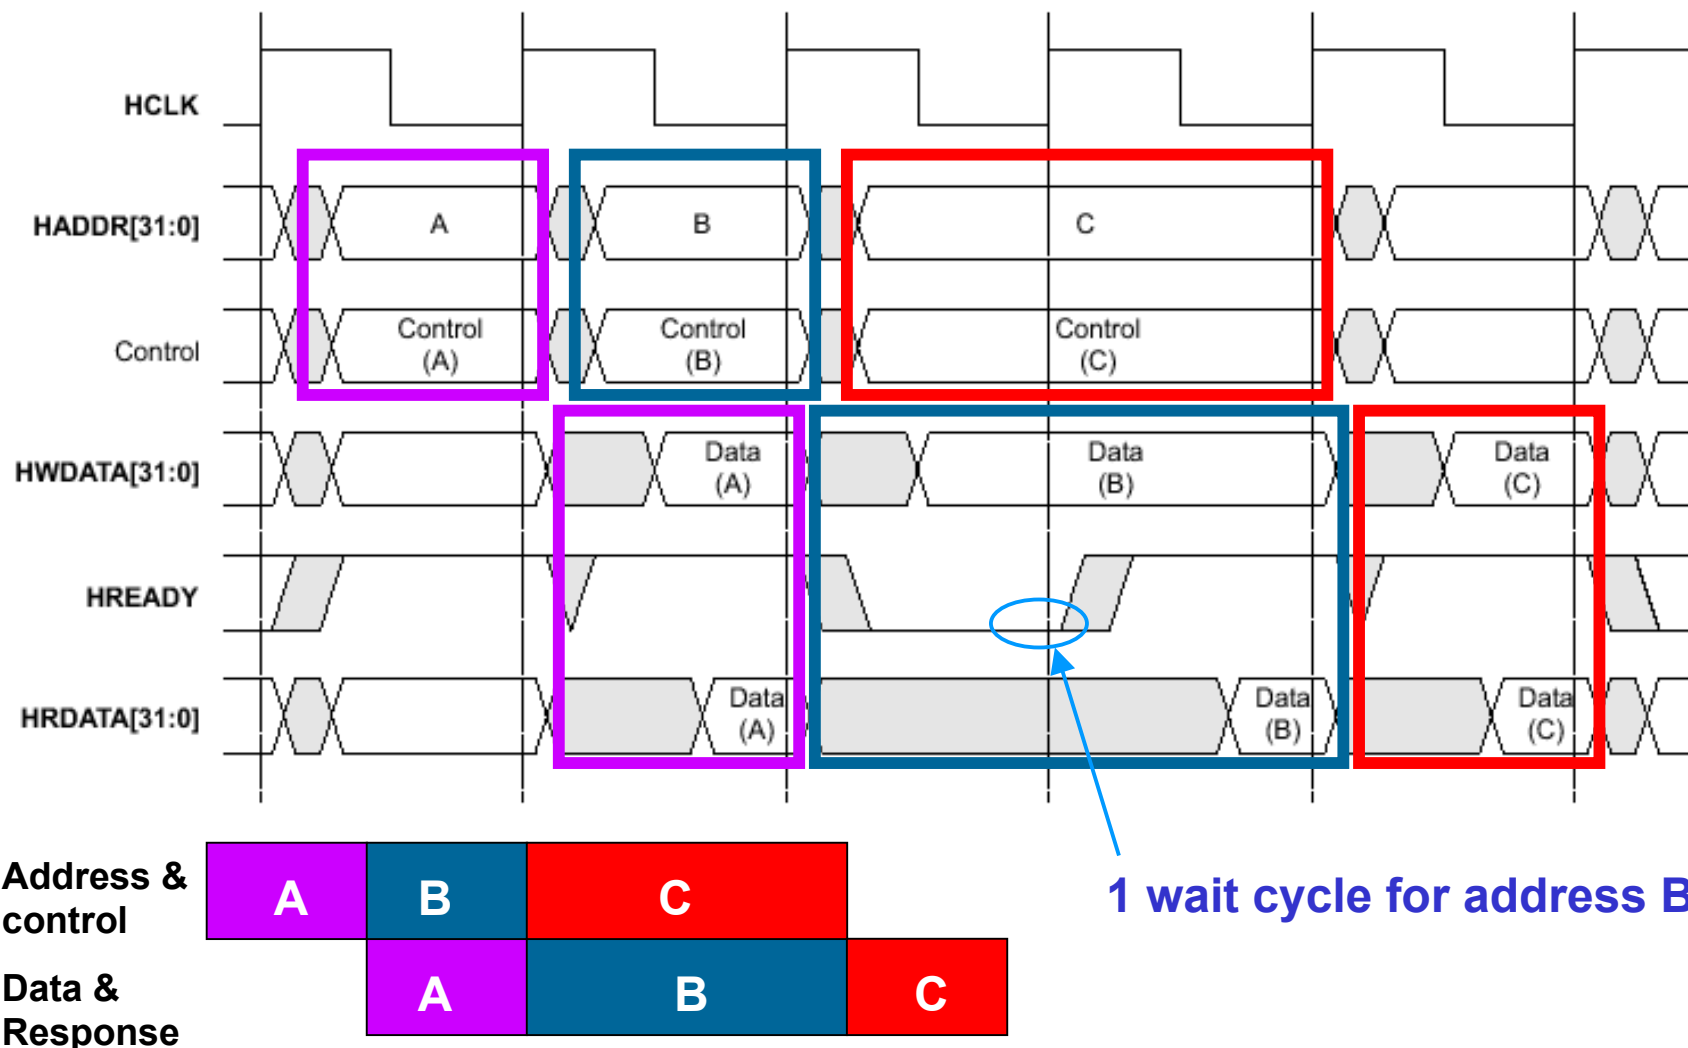 HCLK
HADDR[31:0] A B C
Control Control Control Control
(A) (B) (C)
HWDATA[31:0] Data Data Data
(A) (B) (C)
HREADY
HRDATA[31:0] Data Data Data
(A) (B) (C)
Address &
control
A B C
1 wait cycle for address B
Data &
Response
A B C